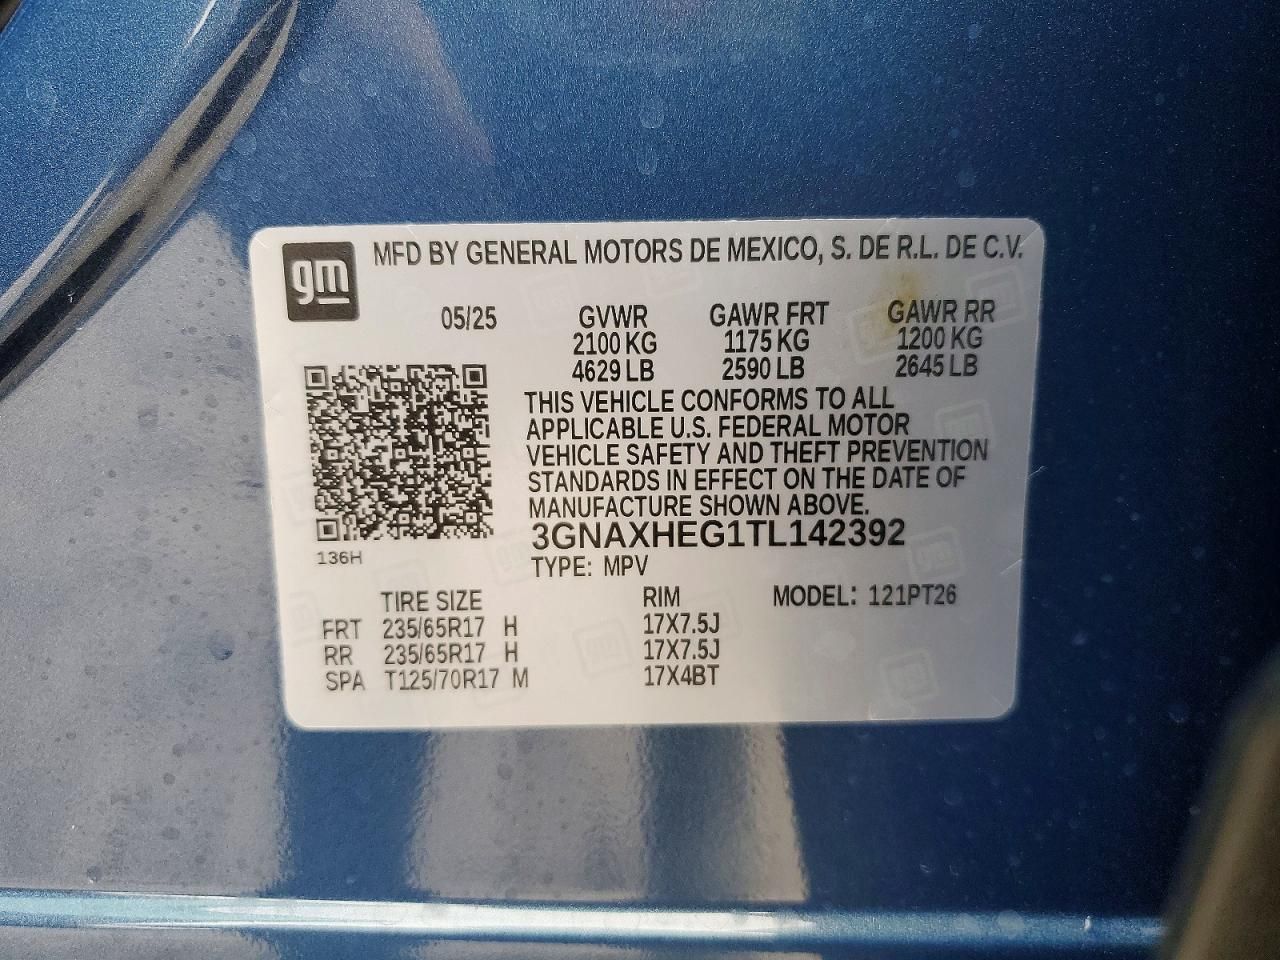 gm MFD BY GENERAL MOTORS DE MEXICO, S. DE R.L. DE C.V.
05/25 GVWR GAWR FRT GAWR RR
2100 KG 1175 KG 1200 KG
4629 LB 2590 LB 2645 LB
THIS VEHICLE CONFORMS TO ALL
APPLICABLE U.S. FEDERAL MOTOR
VEHICLE SAFETY AND THEFT PREVENTION
STANDARDS IN EFFECT ON THE DATE OF
MANUFACTURE SHOWN ABOVE.
3GNAXHEG1TL142392
136H
TYPE: MPV
TIRE SIZE RIM MODEL: 121PT26
FRT 235/65R17 H 17X7.5J
RR 235/65R17 H 17X7.5J
SPA T125/70R17 M 17X4BT